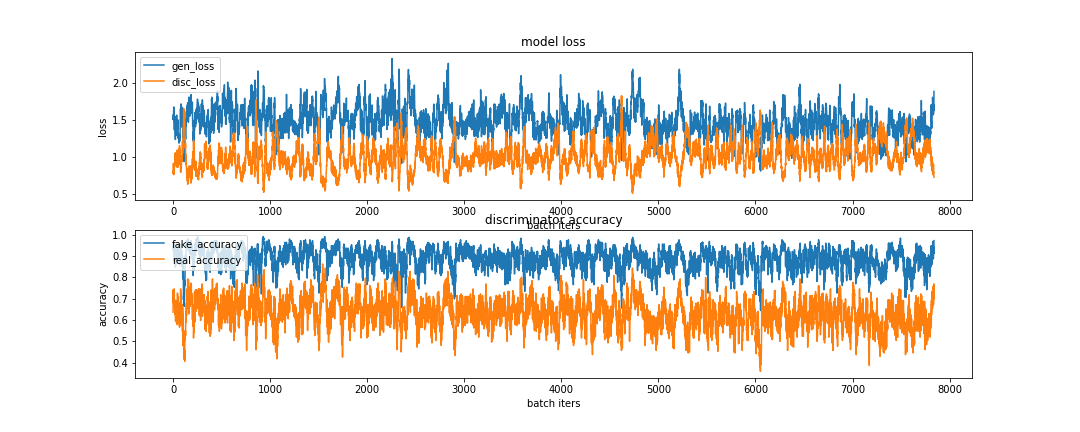 model loss
gen_loss
disc_loss
loss
2.0
1.5
1.0
0.5
0 1000 2000 3000 4000 5000 6000 7000 8000
batch iters
discriminator accuracy
fake_accuracy
real_accuracy
accuracy
1.0
0.9
0.8
0.7
0.6
0.5
0.4
0 1000 2000 3000 4000 5000 6000 7000 8000
batch iters